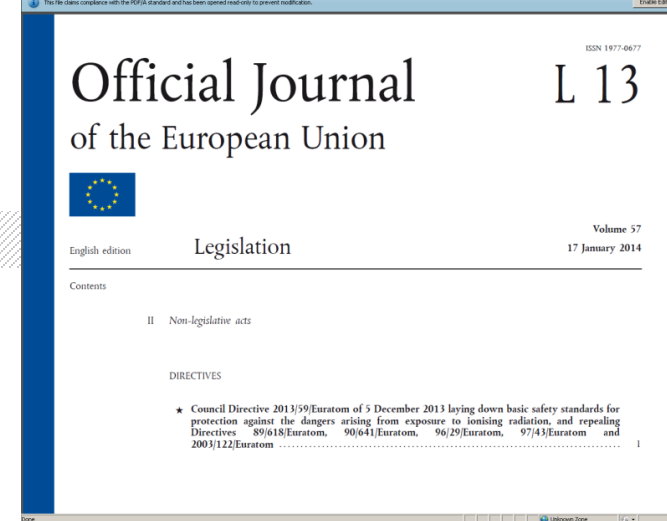 This file claims compliance with the PDF/A standard and has been opened read-only to prevent modification.
Enable Edi
ISSN 1977-0677
Official Journal
L 13
of the European Union
Volume 57
English edition
Legislation
17 January 2014
Contents
II Non-legislative acts
DIRECTIVES
★ Council Directive 2013/59/Euratom of 5 December 2013 laying down basic safety standards for
protection against the dangers arising from exposure to ionising radiation, and repealing
Directives 89/618/Euratom, 90/641/Euratom, 96/29/Euratom, 97/43/Euratom and
2003/122/Euratom ........................................................................................ 1
Done
Unknown Zone